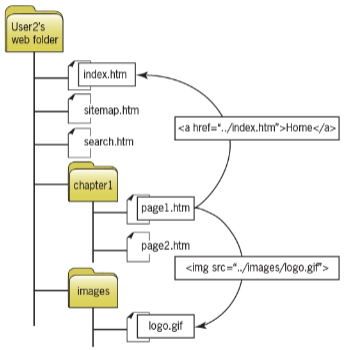 User2's
web folder
index.htm
sitemap.htm
<a href="../index.htm">Home</a>
search.htm
chapter1
page1.htm
page2.htm
<img src="../images/logo.gif">
images
logo.gif